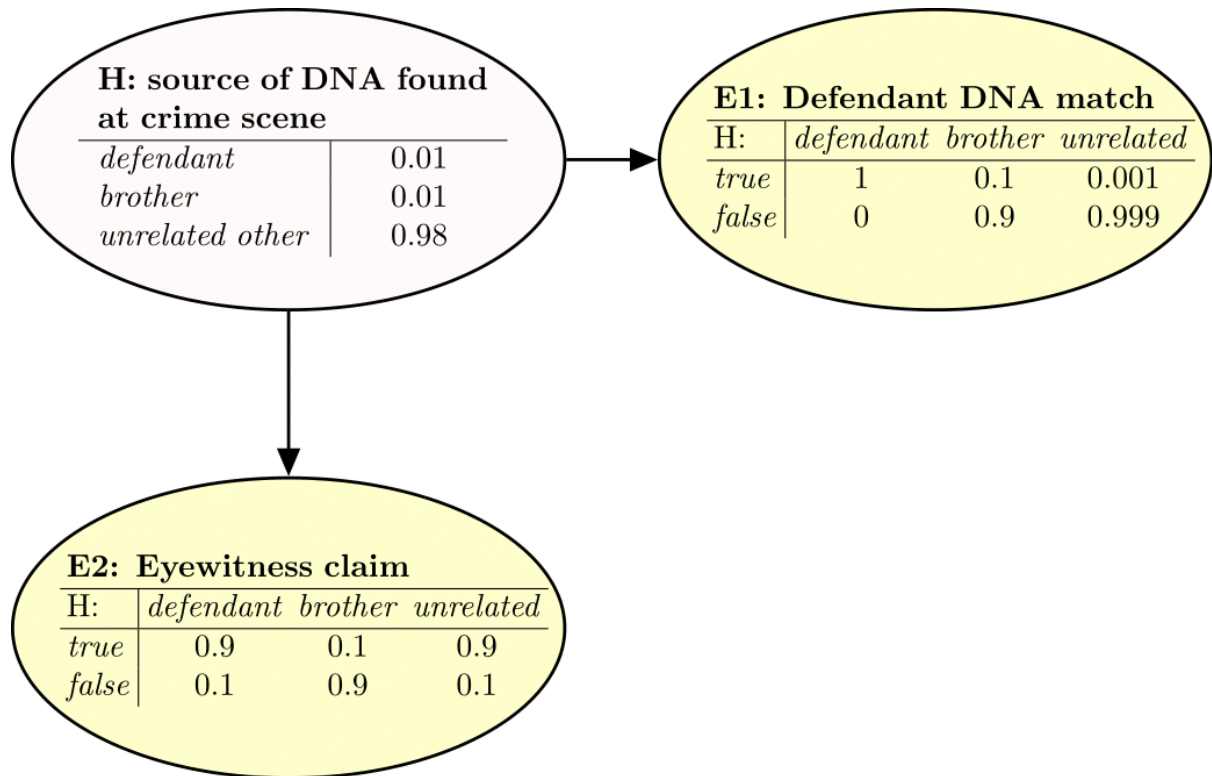 H: source of DNA found
at crime scene
defendant 0.01
brother 0.01
unrelated other 0.98
E1: Defendant DNA match
H: defendant brother unrelated
true 1 0.1 0.001
false 0 0.9 0.999
E2: Eyewitness claim
H: defendant brother unrelated
true 0.9 0.1 0.9
false 0.1 0.9 0.1